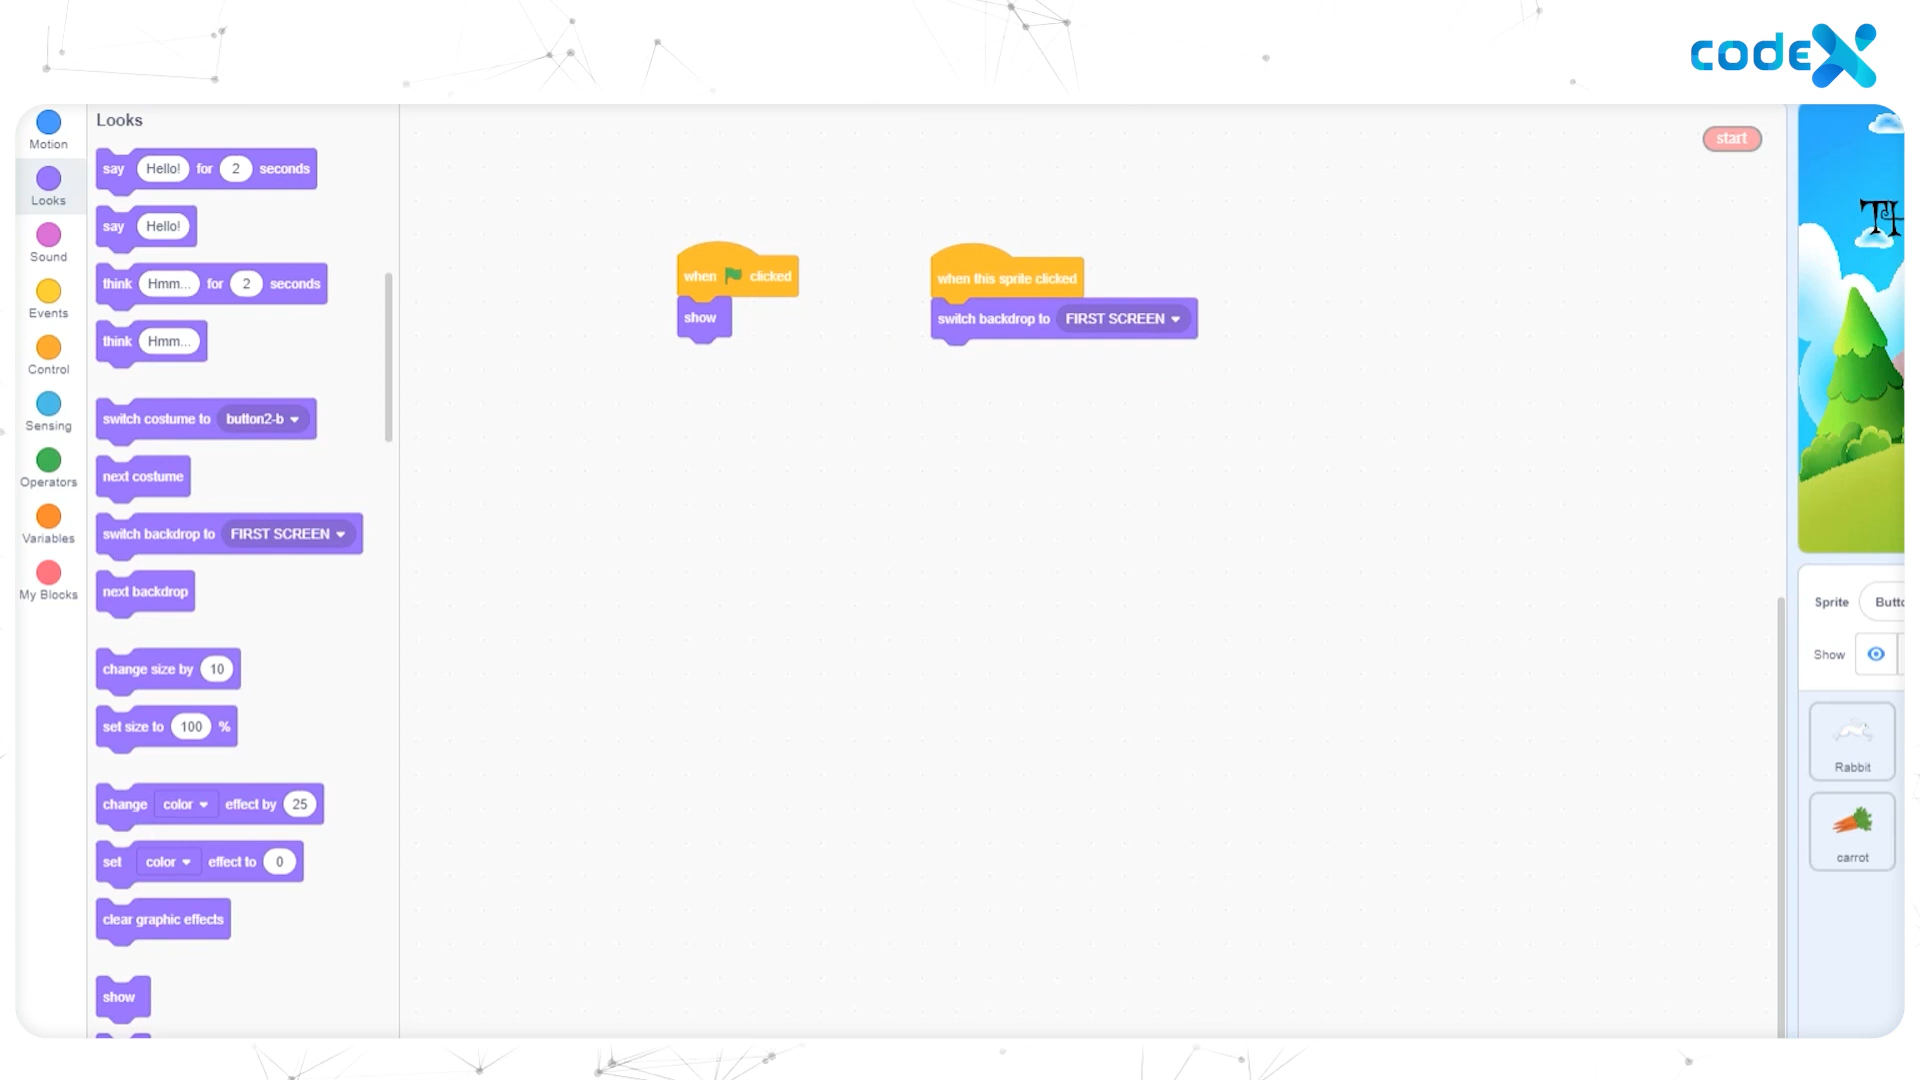 codeX
Motion
Looks
Sound
Events
Control
Sensing
Operators
Variables
My Blocks
Looks
say Hello! for 2 seconds
say Hello!
think Hmm... for 2 seconds
think Hmm...
switch costume to button2-b
next costume
switch backdrop to FIRST SCREEN
next backdrop
change size by 10
set size to 100 %
change color effect by 25
set color effect to 0
clear graphic effects
show
when clicked
show
when this sprite clicked
switch backdrop to FIRST SCREEN
start
Sprite
Show
Rabbit
carrot